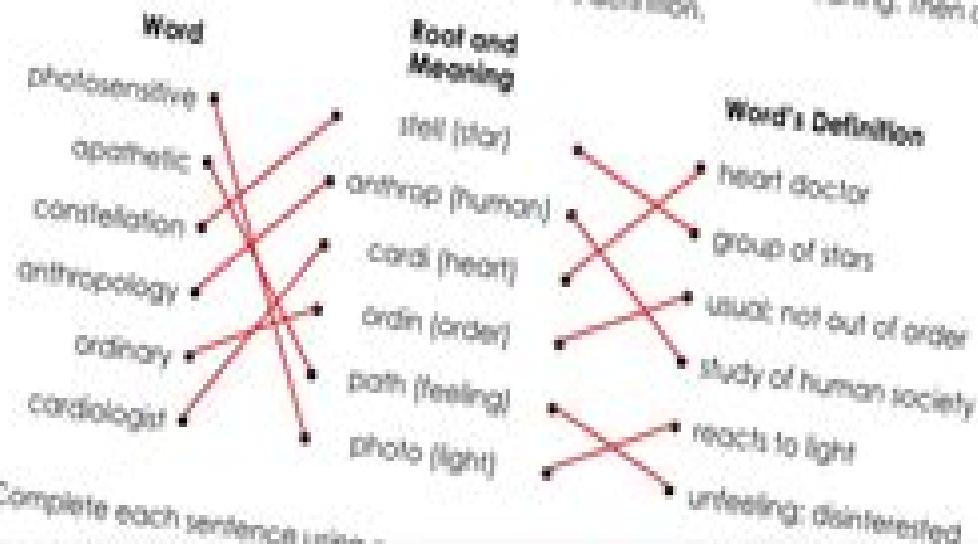 definition.
Then
Word
Root and
Meaning
Word's Definition
photosensitive
apathetic
constellation
anthropology
ordinary
cardiologist
stell (star)
anthrop (human)
cardi (heart)
ordin (order)
path (feeling)
photo (light)
heart doctor
group of stars
usual; not out of order
study of human society
reacts to light
unfeeling; disinterested
Complete each sentence using